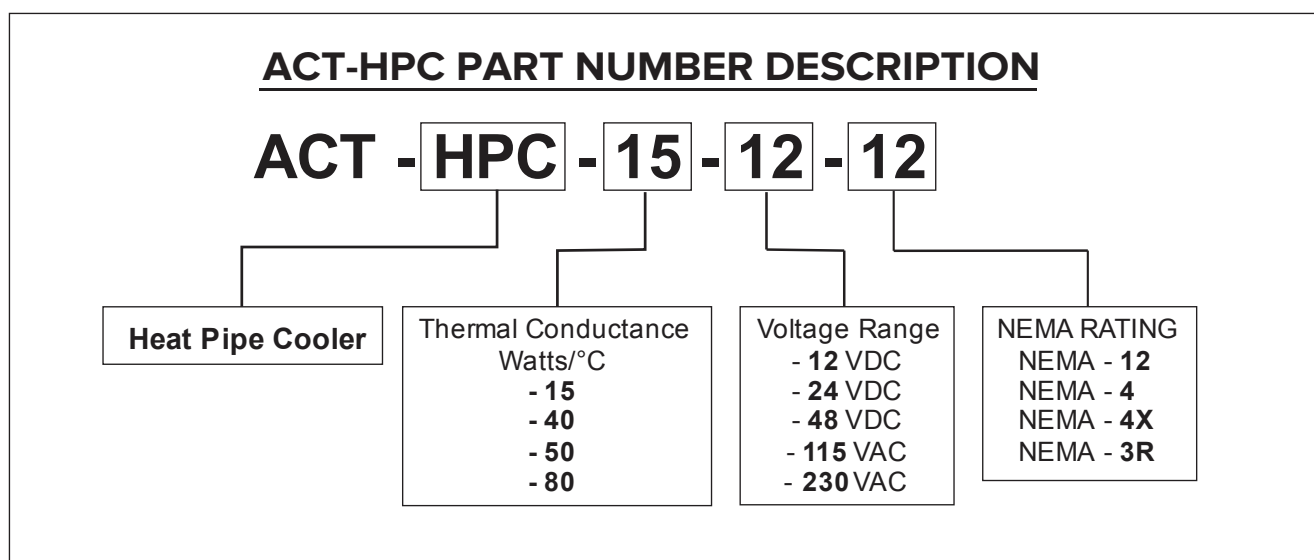 ACT-HPC PART NUMBER DESCRIPTION
ACT - HPC - 15 - 12 - 12
Heat Pipe Cooler
Thermal Conductance
Watts/°C
- 15
- 40
- 50
- 80
Voltage Range
- 12 VDC
- 24 VDC
- 48 VDC
- 115 VAC
- 230 VAC
NEMA RATING
NEMA - 12
NEMA - 4
NEMA - 4X
NEMA - 3R